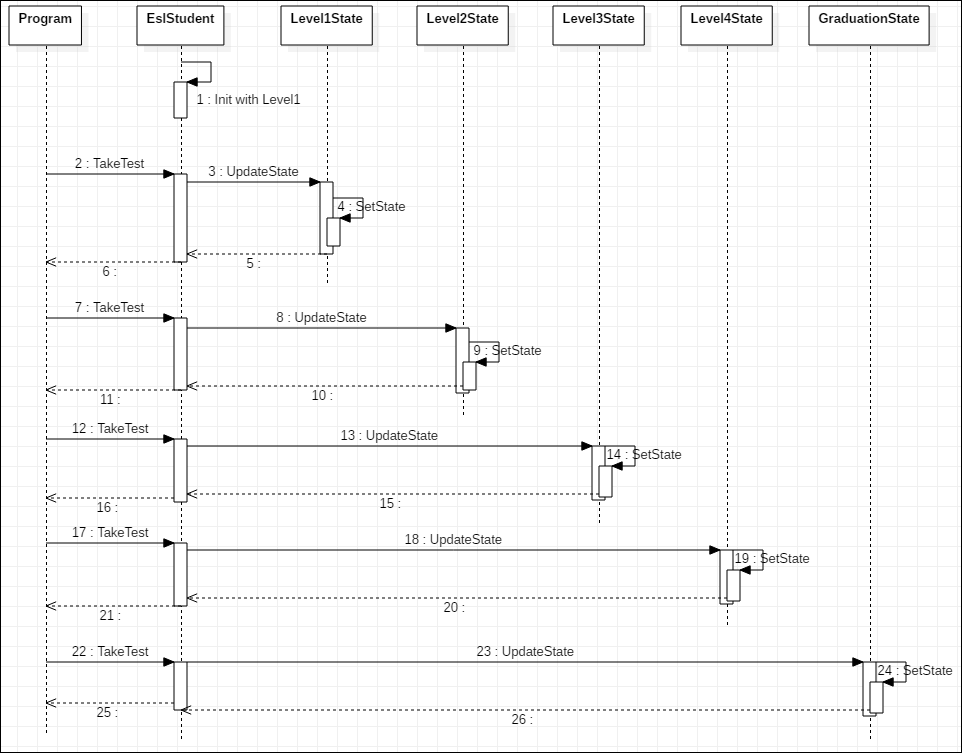 Program
EslStudent
Level1State
Level2State
Level3State
Level4State
GraduationState
1 : Init with Level1
2 : TakeTest
3 : UpdateState
4 : SetState
5 :
6 :
7 : TakeTest
8 : UpdateState
9 : SetState
10 :
11 :
12 : TakeTest
13 : UpdateState
14 : SetState
15 :
16 :
17 : TakeTest
18 : UpdateState
19 : SetState
20 :
21 :
22 : TakeTest
23 : UpdateState
24 : SetState
25 :
26 :